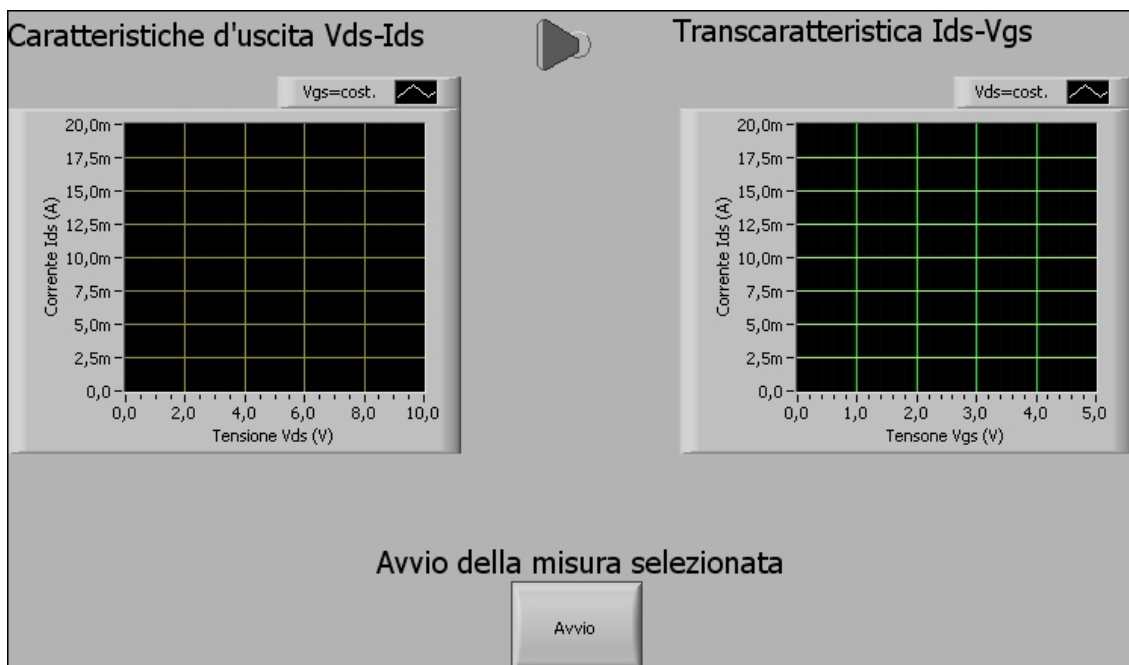 Caratteristiche d'uscita Vds-Ids
Vgs=cost.
20,0m
17,5m
15,0m
12,5m
10,0m
7,5m
5,0m
2,5m
0,0
Corrente Ids (A)
0,0 2,0 4,0 6,0 8,0 10,0
Tensione Vds (V)
Transcaratteristica Ids-Vgs
Vds=cost.
20,0m
17,5m
15,0m
12,5m
10,0m
7,5m
5,0m
2,5m
0,0
Corrente Ids (A)
0,0 1,0 2,0 3,0 4,0 5,0
Tensone Vgs (V)
Avvio della misura selezionata
Avvio